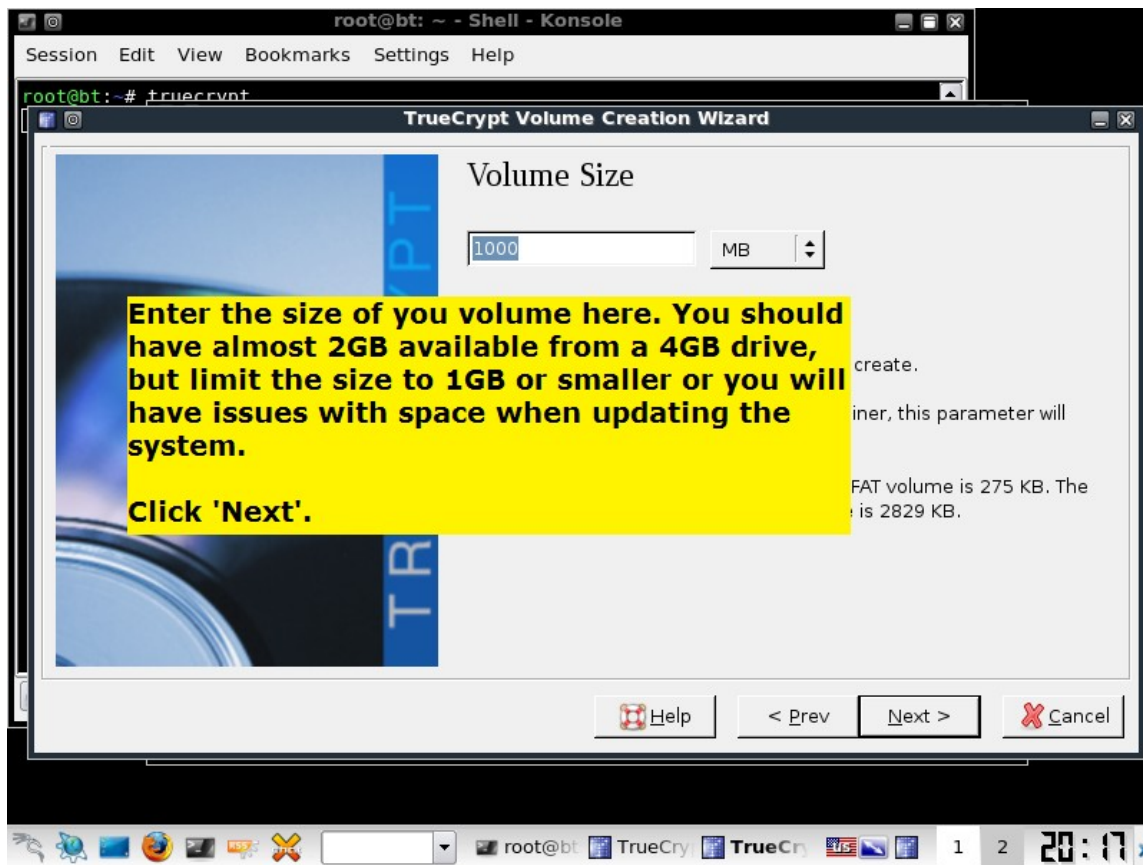 root@bt: ~ - Shell - Konsole
Session Edit View Bookmarks Settings Help
root@bt:~# truecrypt
TrueCrypt Volume Creation Wizard
Volume Size
1000 MB
Enter the size of you volume here. You should
have almost 2GB available from a 4GB drive,
but limit the size to 1GB or smaller or you will
have issues with space when updating the
system.
Click 'Next'.
create.
iner, this parameter will
FAT volume is 275 KB. The
is 2829 KB.
TR YPT
Help < Prev Next > Cancel
root@bt TrueCry TrueCr US 1 2 20:17